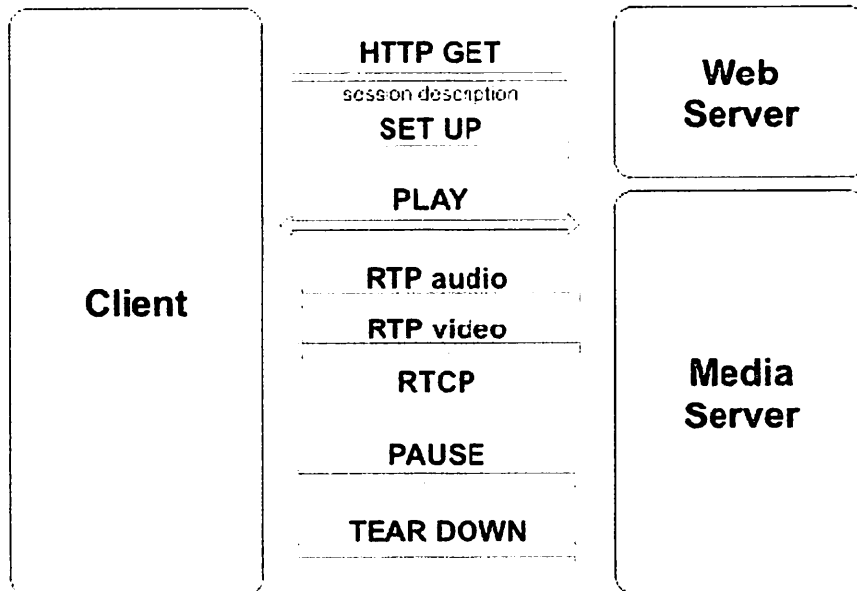 HTTP GET
session description
SET UP
PLAY
RTP audio
RTP video
RTCP
PAUSE
TEAR DOWN
Client
Web
Server
Media
Server